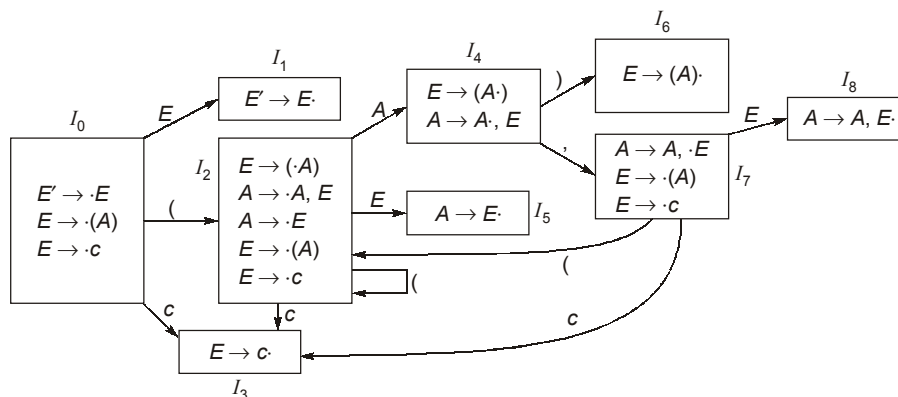 I0
E′ → ·E
E → ·(A)
E → ·c
E
(
c
I1
E′ → E·
I2
E → (·A)
A → ·A, E
A → ·E
E → ·(A)
E → ·c
A
E
(
c
I3
E → c·
I4
E → (A·)
A → A·, E
)
,
I5
A → E·
I6
E → (A)·
I7
A → A, ·E
E → ·(A)
E → ·c
E
(
c
I8
A → A, E·